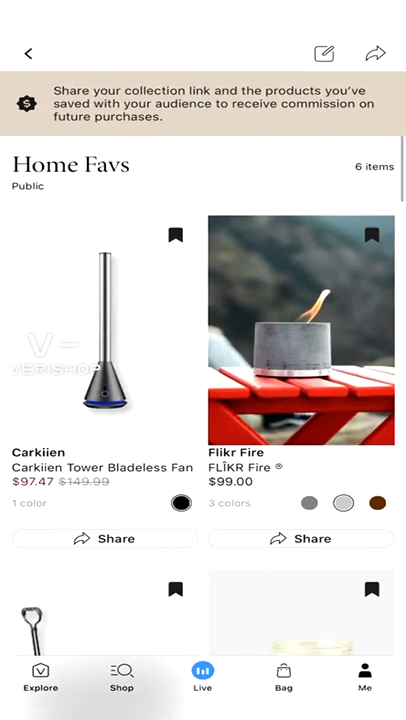 Share your collection link and the products you've
saved with your audience to receive commission on
future purchases.
Home Favs
6 items
Public
V-
VERISHOP
Carkiien
Carkiien Tower Bladeless Fan
$97.47 $149.99
1 color
Share
Flikr Fire
FLÎKR Fire ®
$99.00
3 colors
Share
Explore
Shop
Live
Bag
Me